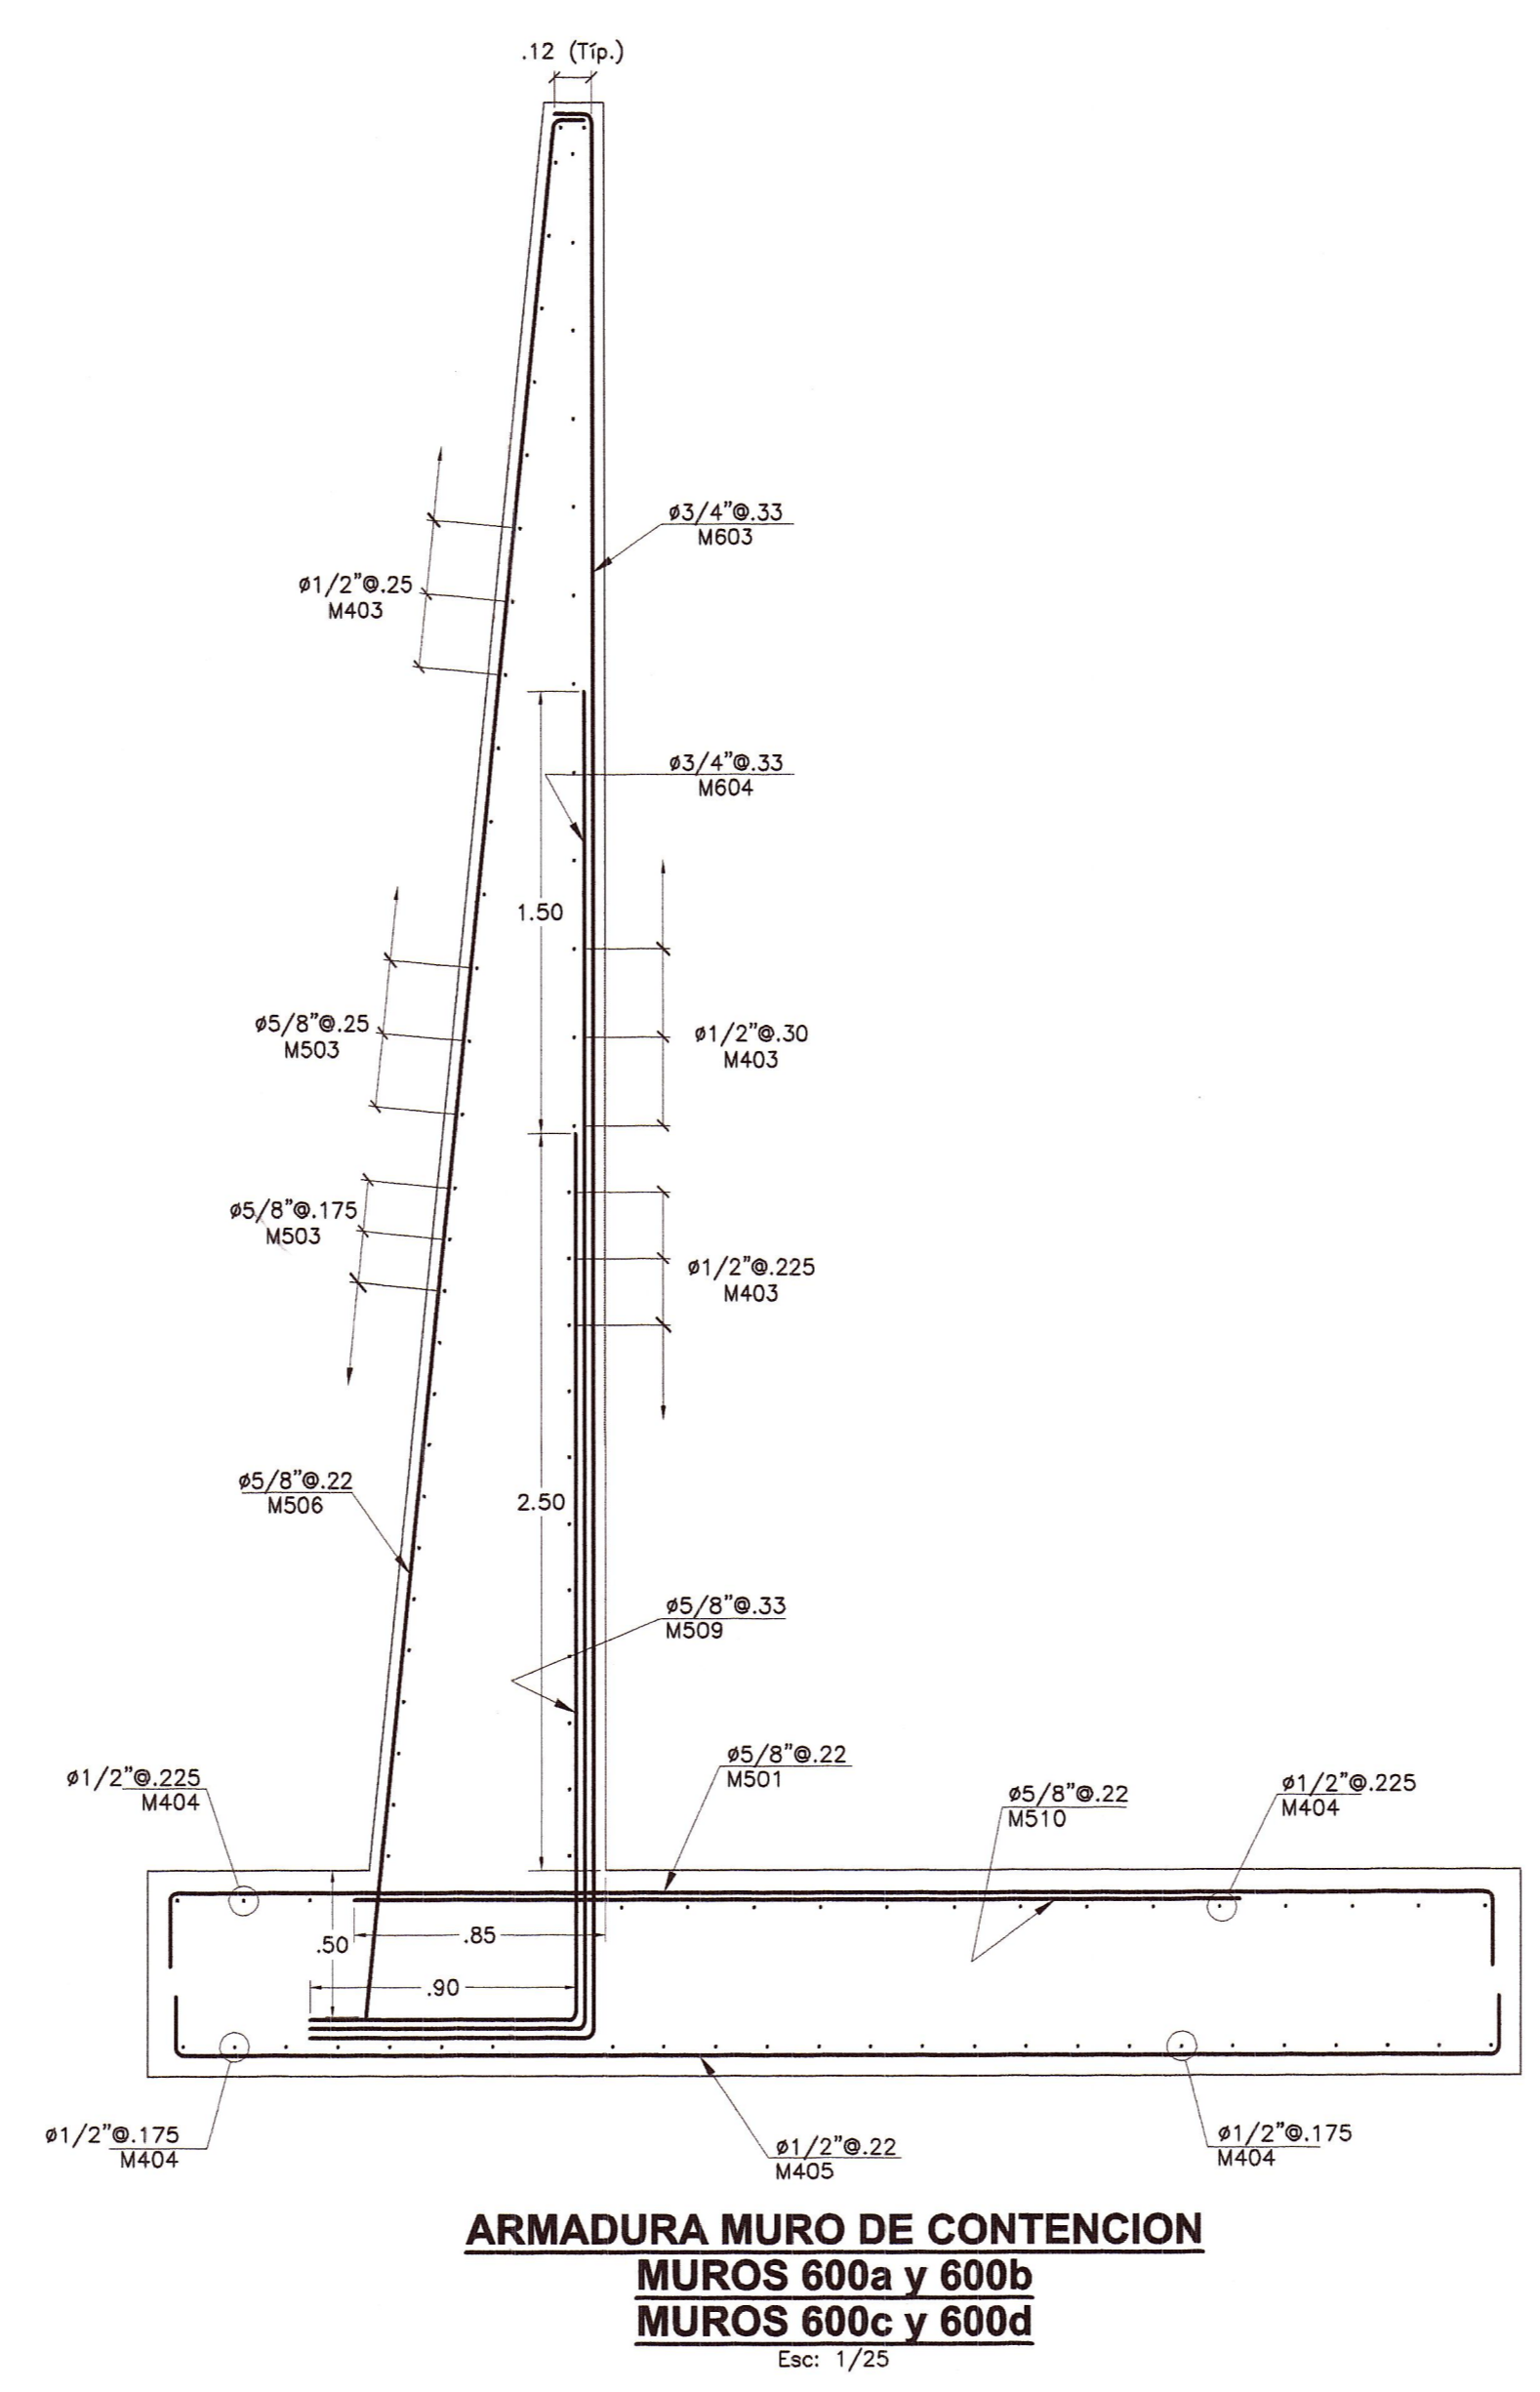 .12 (Típ.)
ø3/4"@.33
M603
ø1/2"@.25
M403
ø3/4"@.33
M604
1.50
ø5/8"@.25
M503
ø1/2"@.30
M403
ø5/8"@.175
M503
ø1/2"@.225
M403
ø5/8"@.22
M506
2.50
ø5/8"@.33
M509
ø5/8"@.22
M501
ø1/2"@.225
M404
ø5/8"@.22
M510
ø1/2"@.225
M404
.50
.85
.90
ø1/2"@.175
M404
ø1/2"@.22
M405
ø1/2"@.175
M404
ARMADURA MURO DE CONTENCION
MUROS 600a y 600b
MUROS 600c y 600d
Esc: 1/25